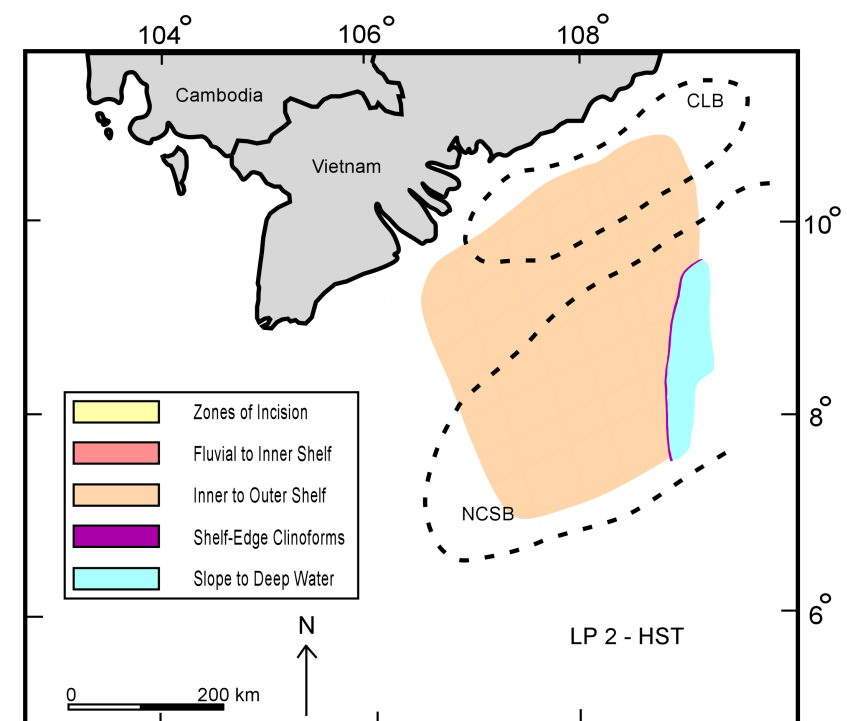 104° 106° 108°
Cambodia
CLB
Vietnam
10°
Zones of Incision
8°
Fluvial to Inner Shelf
Inner to Outer Shelf
NCSB
Shelf-Edge Clinoforms
Slope to Deep Water
6°
N
LP 2 - HST
0 200 km